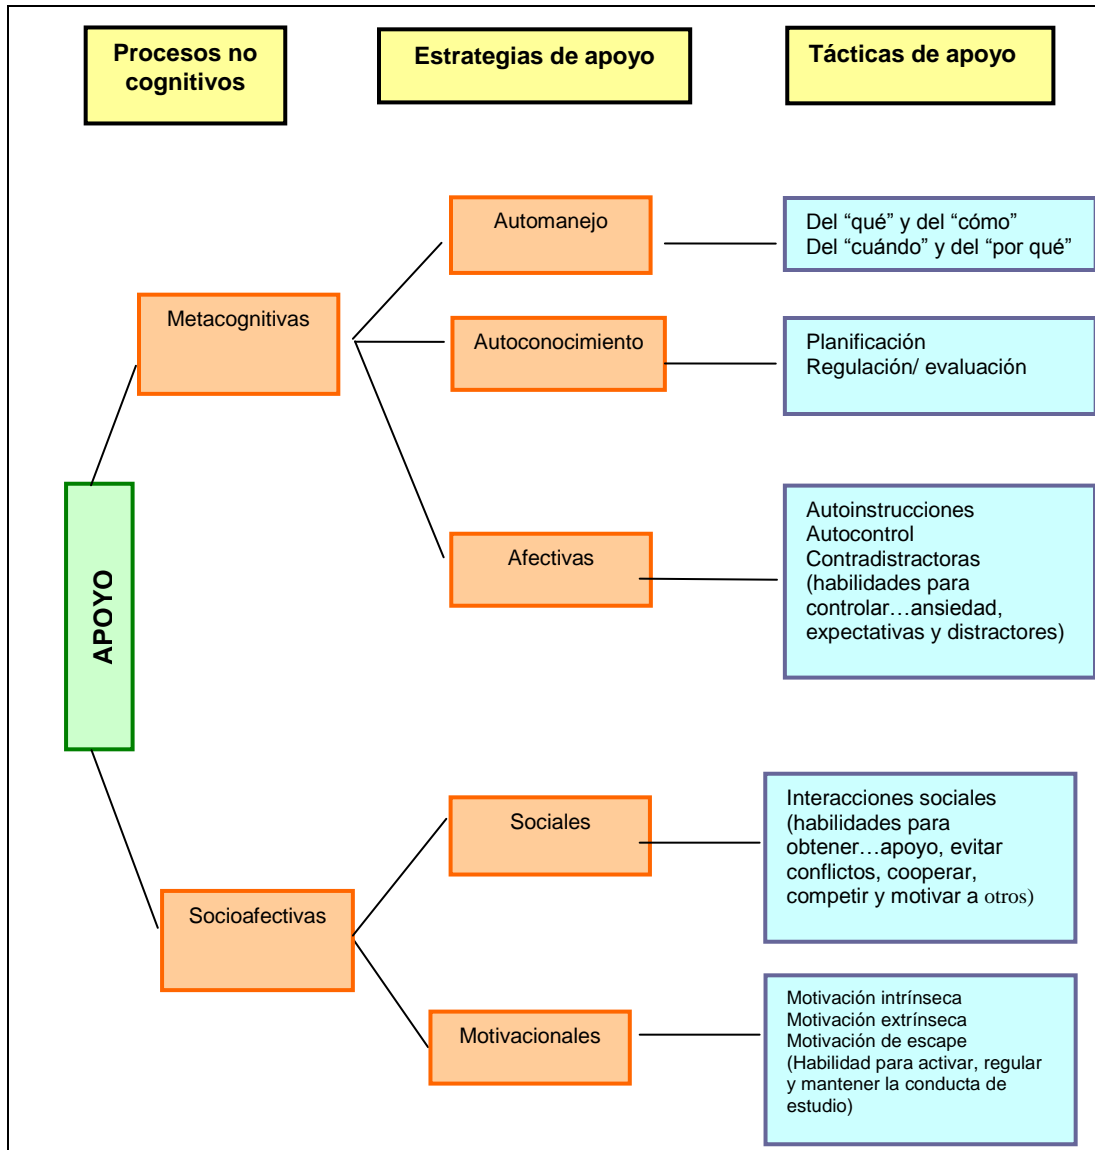 Procesos no
cognitivos
Estrategias de apoyo
Tácticas de apoyo
Automanejo
Del “qué” y del “cómo”
Del “cuándo” y del “por qué”
Metacognitivas
Autoconocimiento
Planificación
Regulación/ evaluación
APOYO
Afectivas
Autoinstrucciones
Autocontrol
Contradistractoras
(habilidades para
controlar…ansiedad,
expectativas y distractores)
Sociales
Interacciones sociales
(habilidades para
obtener…apoyo, evitar
conflictos, cooperar,
competir y motivar a otros)
Socioafectivas
Motivacionales
Motivación intrínseca
Motivación extrínseca
Motivación de escape
(Habilidad para activar, regular
y mantener la conducta de
estudio)